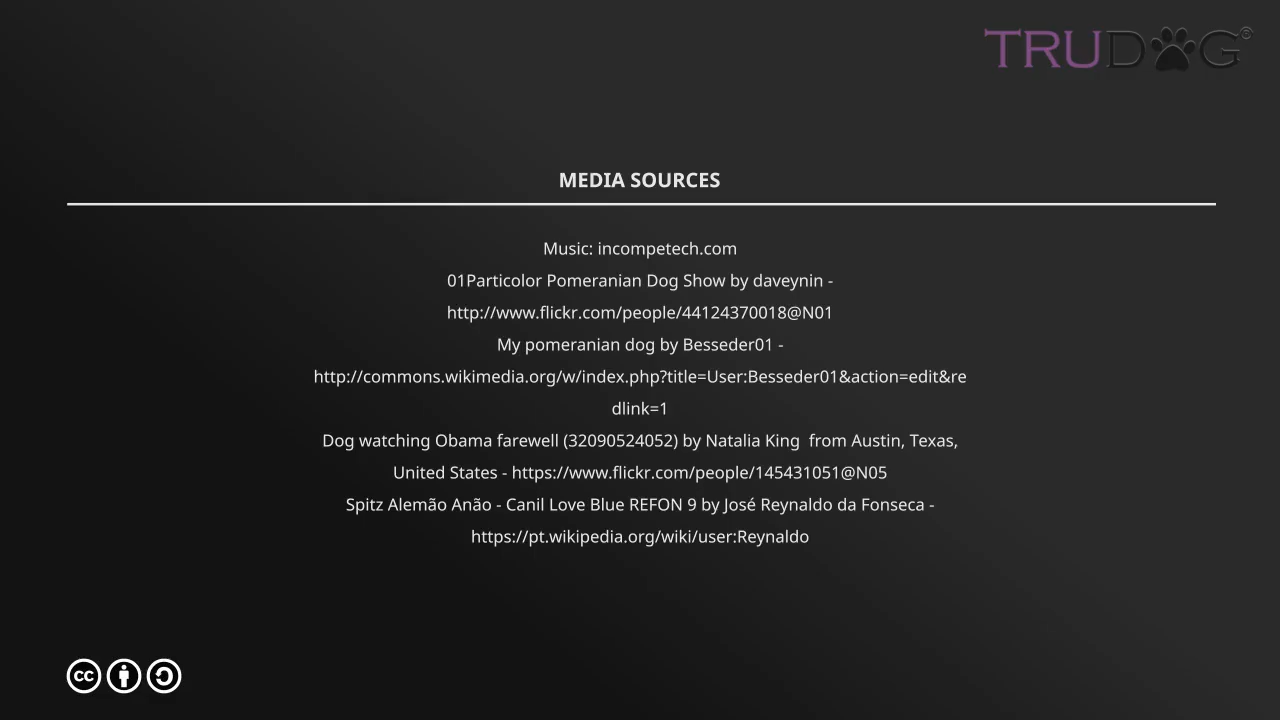 TRUDOG®
MEDIA SOURCES
Music: incompetech.com
01Particolor Pomeranian Dog Show by daveynin -
http://www.flickr.com/people/44124370018@N01
My pomeranian dog by Besseder01 -
http://commons.wikimedia.org/w/index.php?title=User:Besseder01&action=edit&re
dlink=1
Dog watching Obama farewell (32090524052) by Natalia King  from Austin, Texas,
United States - https://www.flickr.com/people/145431051@N05
Spitz Alemão Anão - Canil Love Blue REFON 9 by José Reynaldo da Fonseca -
https://pt.wikipedia.org/wiki/user:Reynaldo
cc